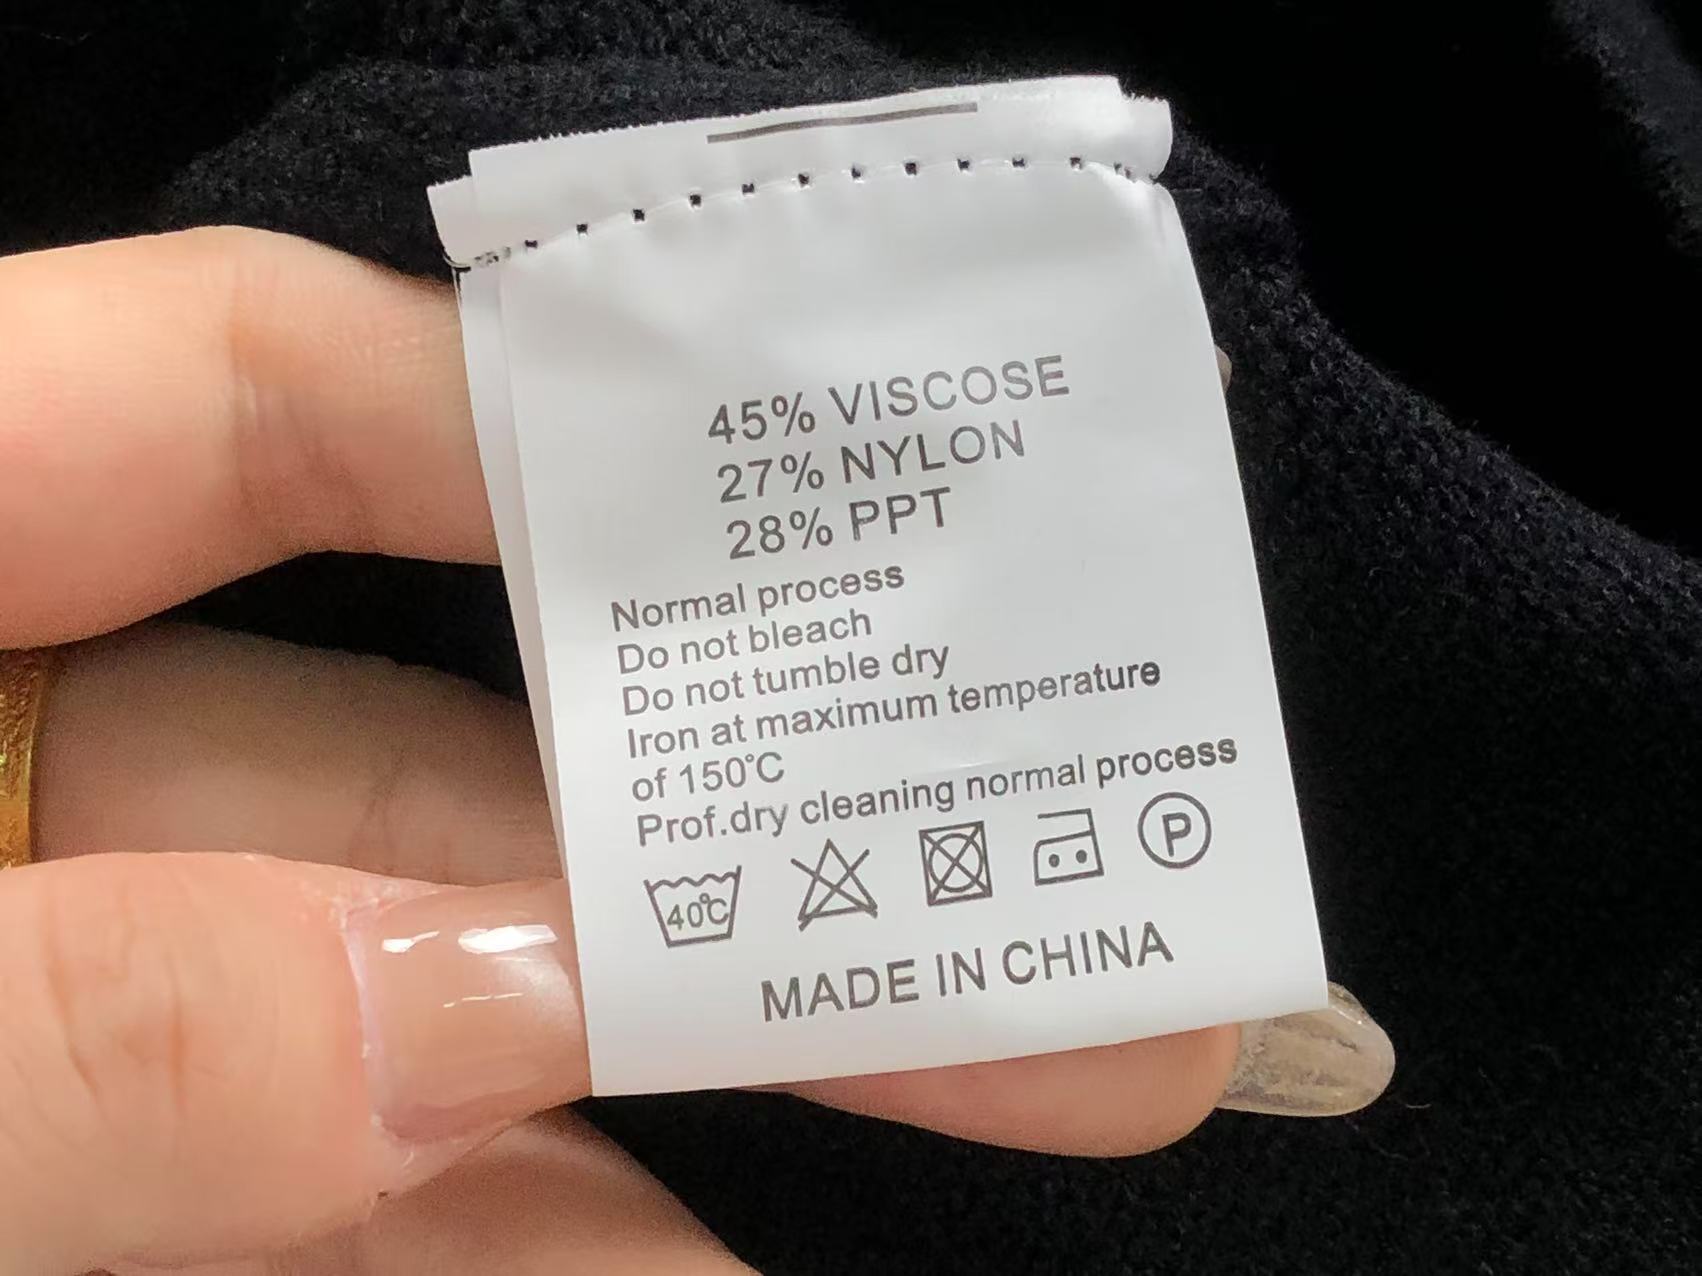 45% VISCOSE
27% NYLON
28% PPT
Normal process
Do not bleach
Do not tumble dry
Iron at maximum temperature
of 150°C
Prof.dry cleaning normal process
40°C
P
MADE IN CHINA